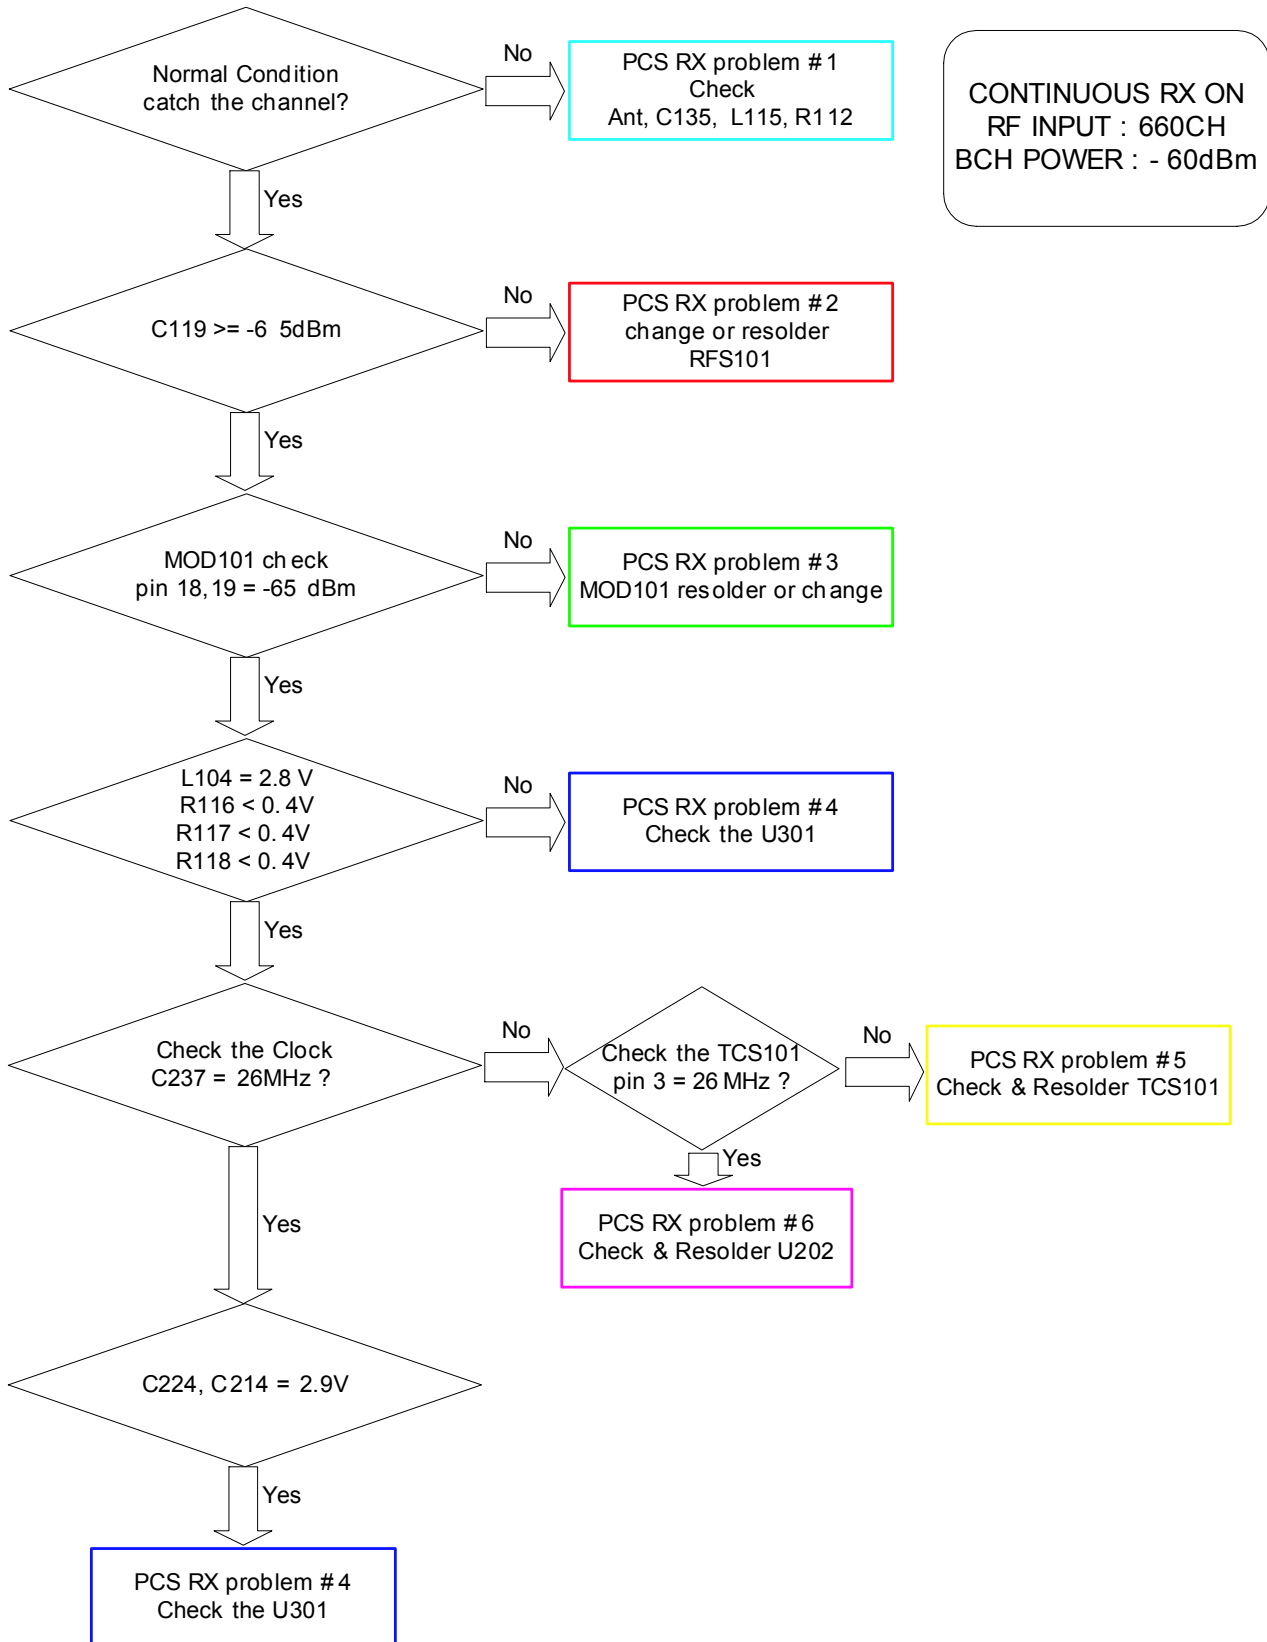 Normal Condition
catch the channel?
No
PCS RX problem #1
Check
Ant, C135, L115, R112
CONTINUOUS RX ON
RF INPUT : 660CH
BCH POWER : - 60dBm
Yes
C119 >= -6 5dBm
No
PCS RX problem #2
change or resolder
RFS101
Yes
MOD101 check
pin 18,19 = -65 dBm
No
PCS RX problem #3
MOD101 resolder or change
Yes
L104 = 2.8 V
R116 < 0.4V
R117 < 0.4V
R118 < 0.4V
No
PCS RX problem #4
Check the U301
Yes
Check the Clock
C237 = 26MHz ?
No
Check the TCS101
pin 3 = 26 MHz ?
No
PCS RX problem #5
Check & Resolder TCS101
Yes
PCS RX problem #6
Check & Resolder U202
Yes
C224, C214 = 2.9V
Yes
PCS RX problem #4
Check the U301